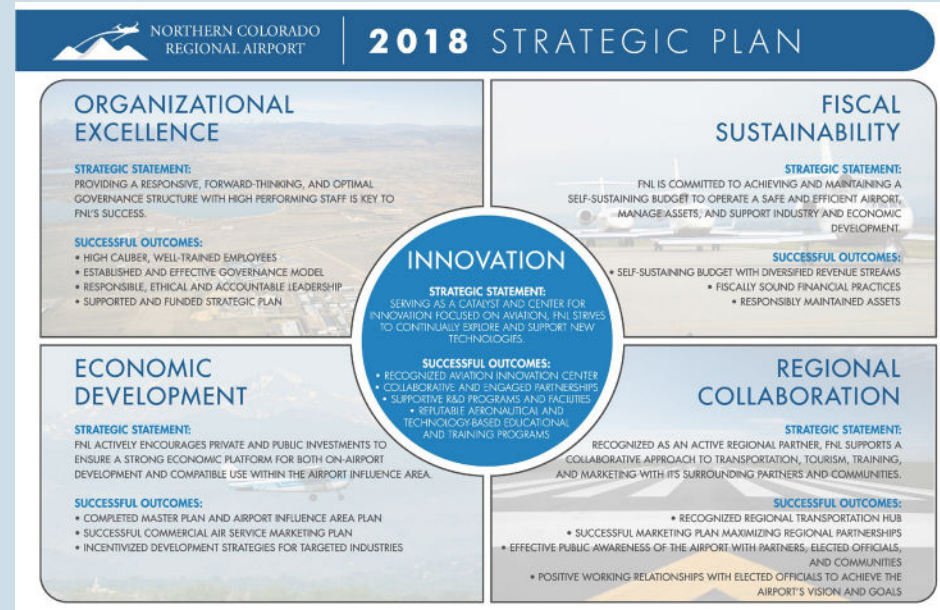 NORTHERN COLORADO
REGIONAL AIRPORT
2018 STRATEGIC PLAN
ORGANIZATIONAL
EXCELLENCE
STRATEGIC STATEMENT:
PROVIDING A RESPONSIVE, FORWARD-THINKING, AND OPTIMAL
GOVERNANCE STRUCTURE WITH HIGH PERFORMING STAFF IS KEY TO
FNL'S SUCCESS.
SUCCESSFUL OUTCOMES:
• HIGH CALIBER, WELL-TRAINED EMPLOYEES
• ESTABLISHED AND EFFECTIVE GOVERNANCE MODEL
• RESPONSIBLE, ETHICAL AND ACCOUNTABLE LEADERSHIP
• SUPPORTED AND FUNDED STRATEGIC PLAN
FISCAL
SUSTAINABILITY
STRATEGIC STATEMENT:
FNL IS COMMITTED TO ACHIEVING AND MAINTAINING A
SELF-SUSTAINING BUDGET TO OPERATE A SAFE AND EFFICIENT AIRPORT,
MANAGE ASSETS, AND SUPPORT INDUSTRY AND ECONOMIC
DEVELOPMENT.
SUCCESSFUL OUTCOMES:
• SELF-SUSTAINING BUDGET WITH DIVERSIFIED REVENUE STREAMS
• FISCALLY SOUND FINANCIAL PRACTICES
• RESPONSIBLY MAINTAINED ASSETS
INNOVATION
STRATEGIC STATEMENT:
SERVING AS A CATALYST AND CENTER FOR
INNOVATION FOCUSED ON AVIATION, FNL STRIVES
TO CONTINUALLY EXPLORE AND SUPPORT NEW
TECHNOLOGIES.
SUCCESSFUL OUTCOMES:
• RECOGNIZED AVIATION INNOVATION CENTER
• COLLABORATIVE AND ENGAGED PARTNERSHIPS
• SUPPORTIVE R&D PROGRAMS AND FACILITIES
• REPUTABLE AERONAUTICAL AND
TECHNOLOGY-BASED EDUCATIONAL
AND TRAINING PROGRAMS
ECONOMIC
DEVELOPMENT
STRATEGIC STATEMENT:
FNL ACTIVELY ENCOURAGES PRIVATE AND PUBLIC INVESTMENTS TO
ENSURE A STRONG ECONOMIC PLATFORM FOR BOTH ON-AIRPORT
DEVELOPMENT AND COMPATIBLE USE WITHIN THE AIRPORT INFLUENCE AREA.
SUCCESSFUL OUTCOMES:
• COMPLETED MASTER PLAN AND AIRPORT INFLUENCE AREA PLAN
• SUCCESSFUL COMMERCIAL AIR SERVICE MARKETING PLAN
• INCENTIVIZED DEVELOPMENT STRATEGIES FOR TARGETED INDUSTRIES
REGIONAL
COLLABORATION
STRATEGIC STATEMENT:
RECOGNIZED AS AN ACTIVE REGIONAL PARTNER, FNL SUPPORTS A
COLLABORATIVE APPROACH TO TRANSPORTATION, TOURISM, TRAINING,
AND MARKETING WITH ITS SURROUNDING PARTNERS AND COMMUNITIES.
SUCCESSFUL OUTCOMES:
• RECOGNIZED REGIONAL TRANSPORTATION HUB
• SUCCESSFUL MARKETING PLAN MAXIMIZING REGIONAL PARTNERSHIPS
• EFFECTIVE PUBLIC AWARENESS OF THE AIRPORT WITH PARTNERS, ELECTED OFFICIALS,
AND COMMUNITIES
• POSITIVE WORKING RELATIONSHIPS WITH ELECTED OFFICIALS TO ACHIEVE THE
AIRPORT'S VISION AND GOALS